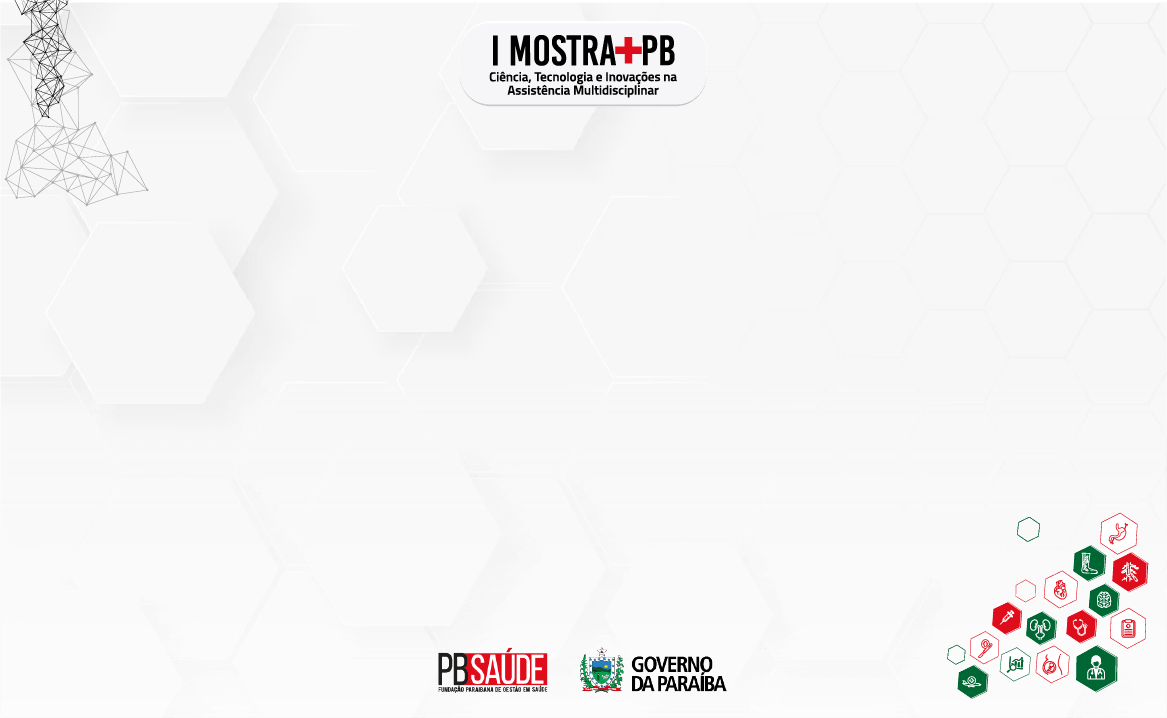 I MOSTRA+PB
Ciência, Tecnologia e Inovações na
Assistência Multidisciplinar
PBSAÚDE
FUNDAÇÃO PARAIBANA DE GESTÃO EM SAÚDE
GOVERNO
DA PARAÍBA